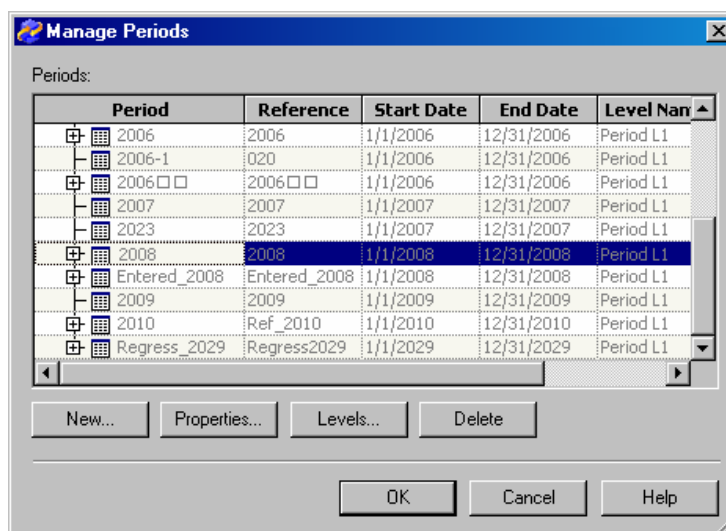 Manage Periods
Periods:
Period Reference Start Date End Date Level Nan
2006 2006 1/1/2006 12/31/2006 Period L1
2006-1 020 1/1/2006 12/31/2006 Period L1
2006□□ 2006□□ 1/1/2006 12/31/2006 Period L1
2007 2007 1/1/2007 12/31/2007 Period L1
2023 2023 1/1/2007 12/31/2007 Period L1
2008 2008 1/1/2008 12/31/2008 Period L1
Entered_2008 Entered_2008 1/1/2008 12/31/2008 Period L1
2009 2009 1/1/2009 12/31/2009 Period L1
2010 Ref_2010 1/1/2010 12/31/2010 Period L1
Regress_2029 Regress2029 1/1/2029 12/31/2029 Period L1
New... Properties... Levels... Delete
OK Cancel Help